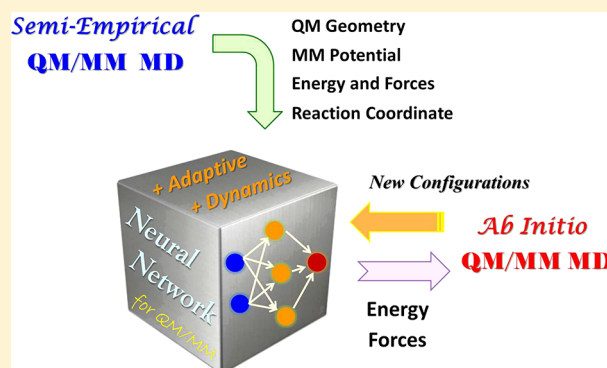 Semi-Empirical
QM/MM MD
QM Geometry
MM Potential
Energy and Forces
Reaction Coordinate
+ Adaptive
+ Dynamics
Neural
Network
for QM/MM
New Configurations
Ab Initio
QM/MM MD
Energy
Forces